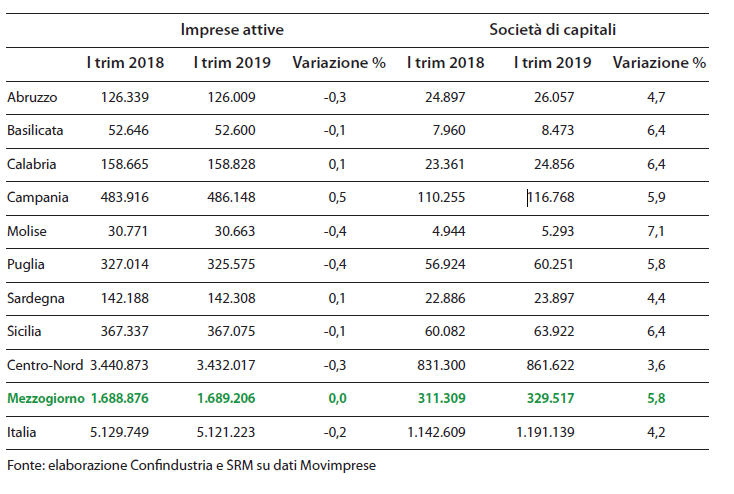 Imprese attive Società di capitali
I trim 2018 I trim 2019 Variazione % I trim 2018 I trim 2019 Variazione %
Abruzzo 126.339 126.009 -0,3 24.897 26.057 4,7
Basilicata 52.646 52.600 -0,1 7.960 8.473 6,4
Calabria 158.665 158.828 0,1 23.361 24.856 6,4
Campania 483.916 486.148 0,5 110.255 116.768 5,9
Molise 30.771 30.663 -0,4 4.944 5.293 7,1
Puglia 327.014 325.575 -0,4 56.924 60.251 5,8
Sardegna 142.188 142.308 0,1 22.886 23.897 4,4
Sicilia 367.337 367.075 -0,1 60.082 63.922 6,4
Centro-Nord 3.440.873 3.432.017 -0,3 831.300 861.622 3,6
Mezzogiorno 1.688.876 1.689.206 0,0 311.309 329.517 5,8
Italia 5.129.749 5.121.223 -0,2 1.142.609 1.191.139 4,2
Fonte: elaborazione Confindustria e SRM su dati Movimprese